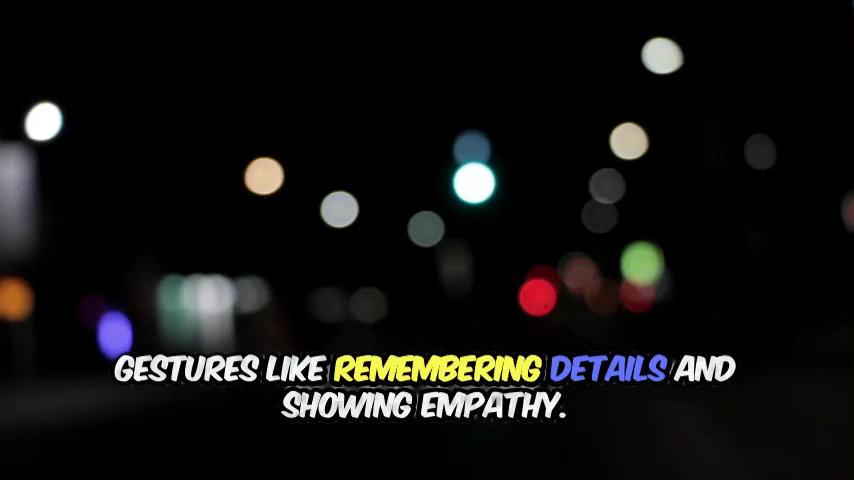 GESTURES LIKE REMEMBERING DETAILS AND
SHOWING EMPATHY.